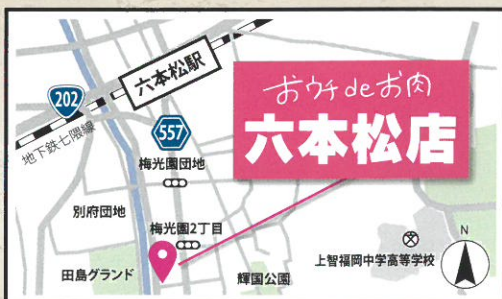 六本松駅
202
地下鉄七隈線
557
梅光園団地
別府団地
梅光園2丁目
田島グランド
輝国公園
上智福岡中学高等学校
N
おウチdeお肉
六本松店